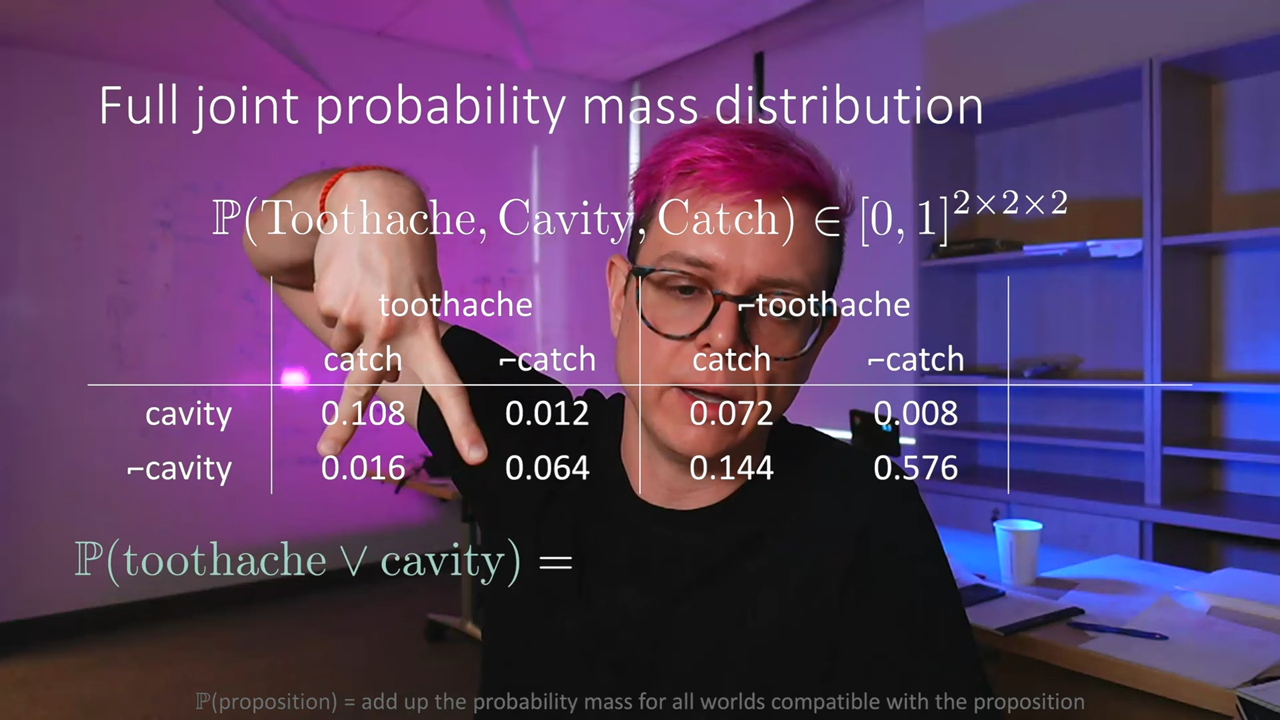 Full joint probability mass distribution
ℙ(Toothache, Cavity, Catch) ∈ [0, 1]^{2×2×2}
toothache ¬toothache
catch ¬catch catch ¬catch
cavity 0.108 0.012 0.072 0.008
¬cavity 0.016 0.064 0.144 0.576
ℙ(toothache ∨ cavity) =
ℙ(proposition) = add up the probability mass for all worlds compatible with the proposition